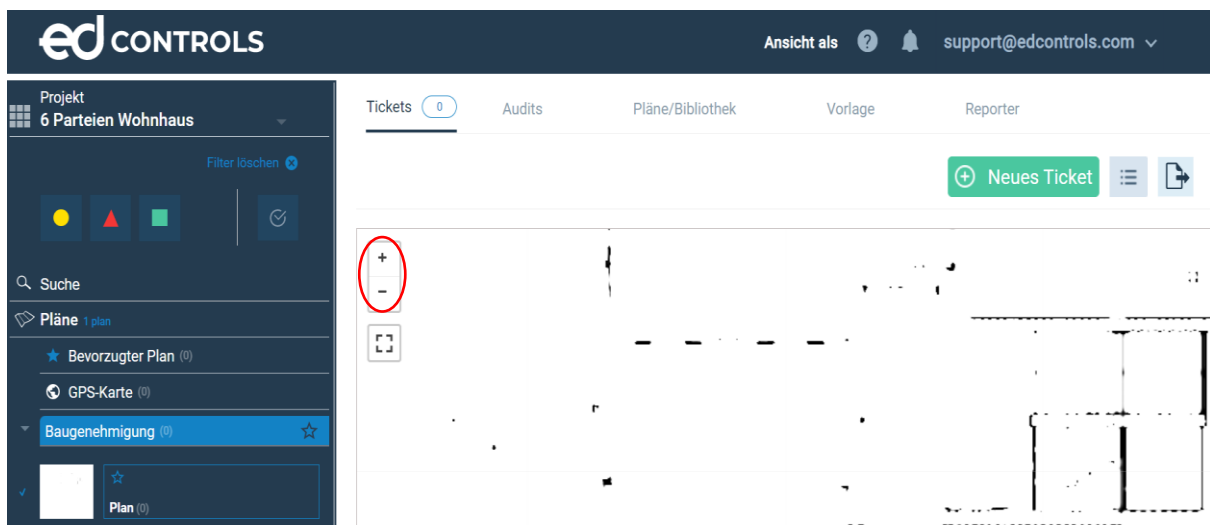 ed CONTROLS
Ansicht als
support@edcontrols.com
Projekt
6 Parteien Wohnhaus
Filter löschen
Suche
Pläne 1 plan
Bevorzugter Plan (0)
GPS-Karte (0)
Baugenehmigung (0)
Plan (0)
Tickets 0
Audits
Pläne/Bibliothek
Vorlage
Reporter
Neues Ticket
+
−